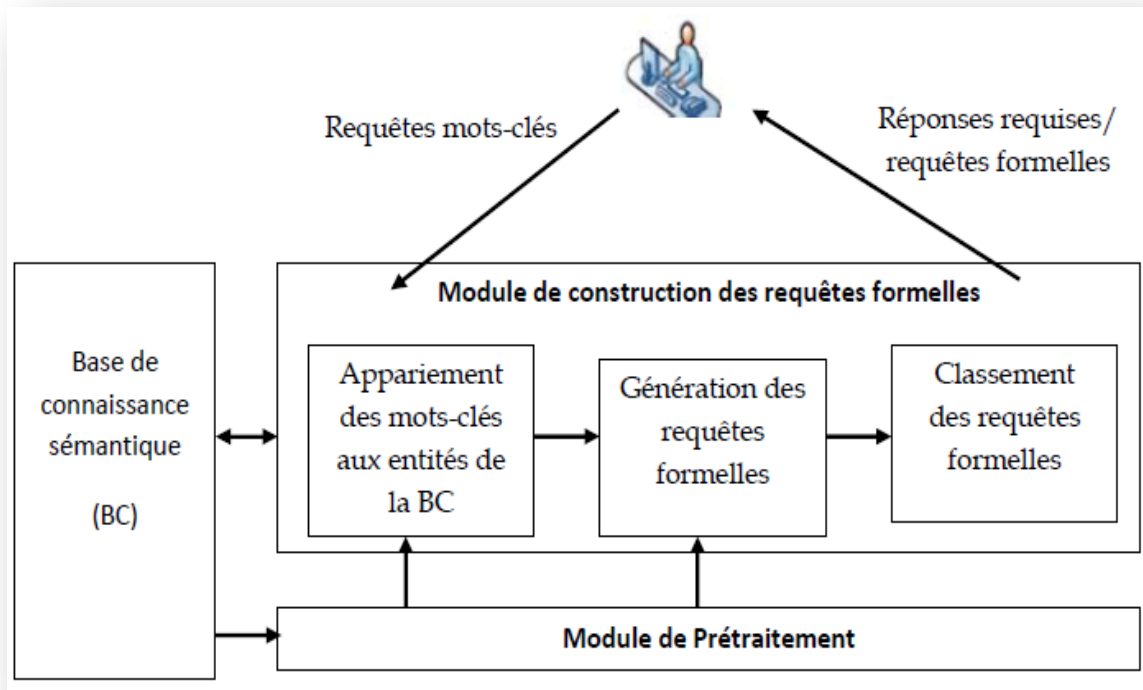 Requêtes mots-clés
Réponses requises/
requêtes formelles
Module de construction des requêtes formelles
Base de
connaissance
sémantique
(BC)
Appariement
des mots-clés
aux entités de
la BC
Génération des
requêtes
formelles
Classement
des requêtes
formelles
Module de Prétraitement